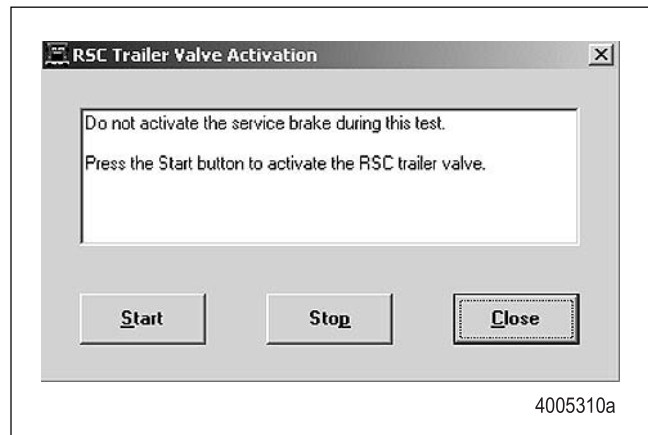 RSC Trailer Valve Activation
Do not activate the service brake during this test.
Press the Start button to activate the RSC trailer valve.
Start
Stop
Close
4005310a